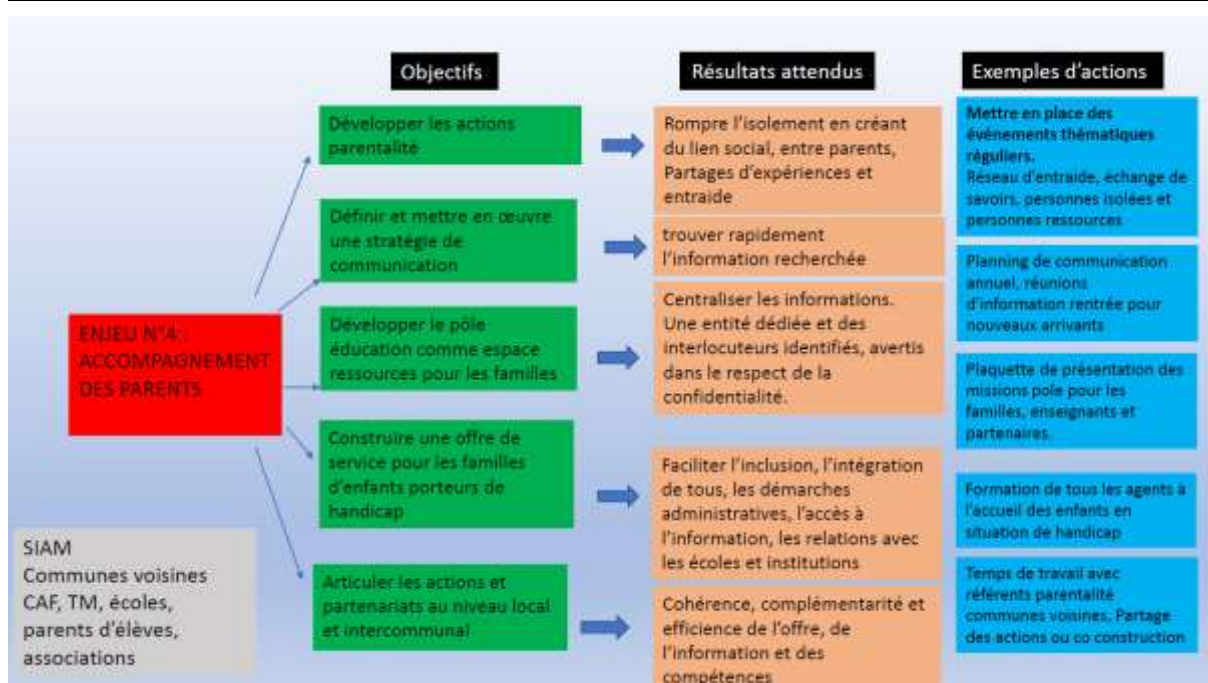 Objectifs
Résultats attendus
Exemples d'actions
ENJEU N°4 :
ACCOMPAGNEMENT
DES PARENTS
SIAM
Communes voisines
CAF, TM, écoles,
parents d'élèves,
associations
Développer les actions
parentalité
Rompre l'isolement en créant
du lien social, entre parents,
Partages d'expériences et
entraide
Mettre en place des
événements thématiques
réguliers.
Réseau d'entraide, échange de
savoirs, personnes isolées et
personnes ressources
Définir et mettre en œuvre
une stratégie de
communication
trouver rapidement
l'information recherchée
Planning de communication
annuel, réunions
d'information rentrée pour
nouveaux arrivants
Développer le pôle
éducation comme espace
ressources pour les familles
Centraliser les informations.
Une entité dédiée et des
interlocuteurs identifiés, avertis
dans le respect de la
confidentialité.
Plaquette de présentation des
missions pole pour les
familles, enseignants et
partenaires.
Construire une offre de
service pour les familles
d'enfants porteurs de
handicap
Faciliter l'inclusion, l'intégration
de tous, les démarches
administratives, l'accès à
l'information, les relations avec
les écoles et institutions
Formation de tous les agents à
l'accueil des enfants en
situation de handicap
Articuler les actions et
partenariats au niveau local
et intercommunal
Cohérence, complémentarité et
efficience de l'offre, de
l'information et des
compétences
Temps de travail avec
référents parentalité
communes voisines. Partage
des actions ou co construction